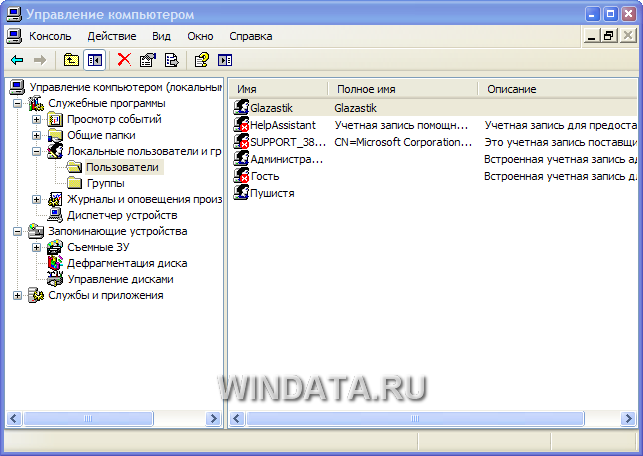 Управление компьютером
Консоль Действие Вид Окно Справка
Управление компьютером (локальным
Служебные программы
Просмотр событий
Общие папки
Локальные пользователи и гр
Пользователи
Группы
Журналы и оповещения произ
Диспетчер устройств
Запоминающие устройства
Съемные ЗУ
Дефрагментация диска
Управление дисками
Службы и приложения
Имя Полное имя Описание
Glazastik Glazastik
HelpAssistant Учетная запись помощн... Учетная запись для предоста
SUPPORT_38... CN=Microsoft Corporation... Это учетная запись поставщи
Администра... Встроенная учетная запись ад
Гость Встроенная учетная запись дл
Пушистя
WINDATA.RU